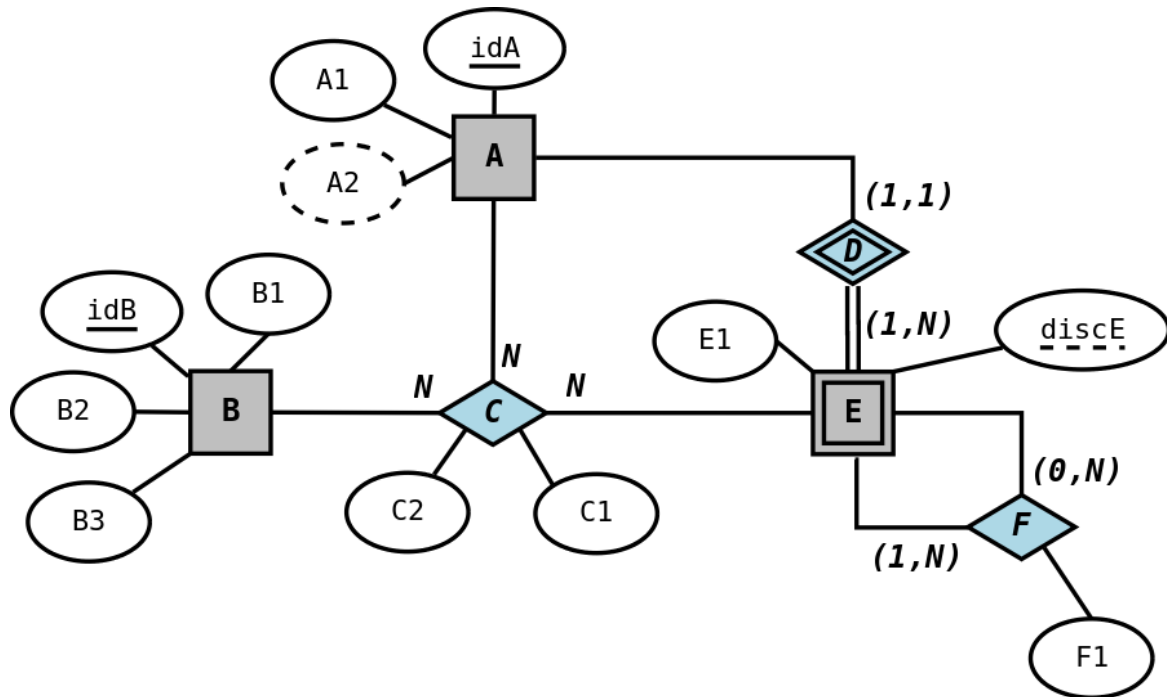 idA
A1
A
A2
(1,1)
D
B1
idB
(1,N)
discE
E1
N
N
N
B2
B
C
E
(0,N)
C2
C1
B3
F
(1,N)
F1